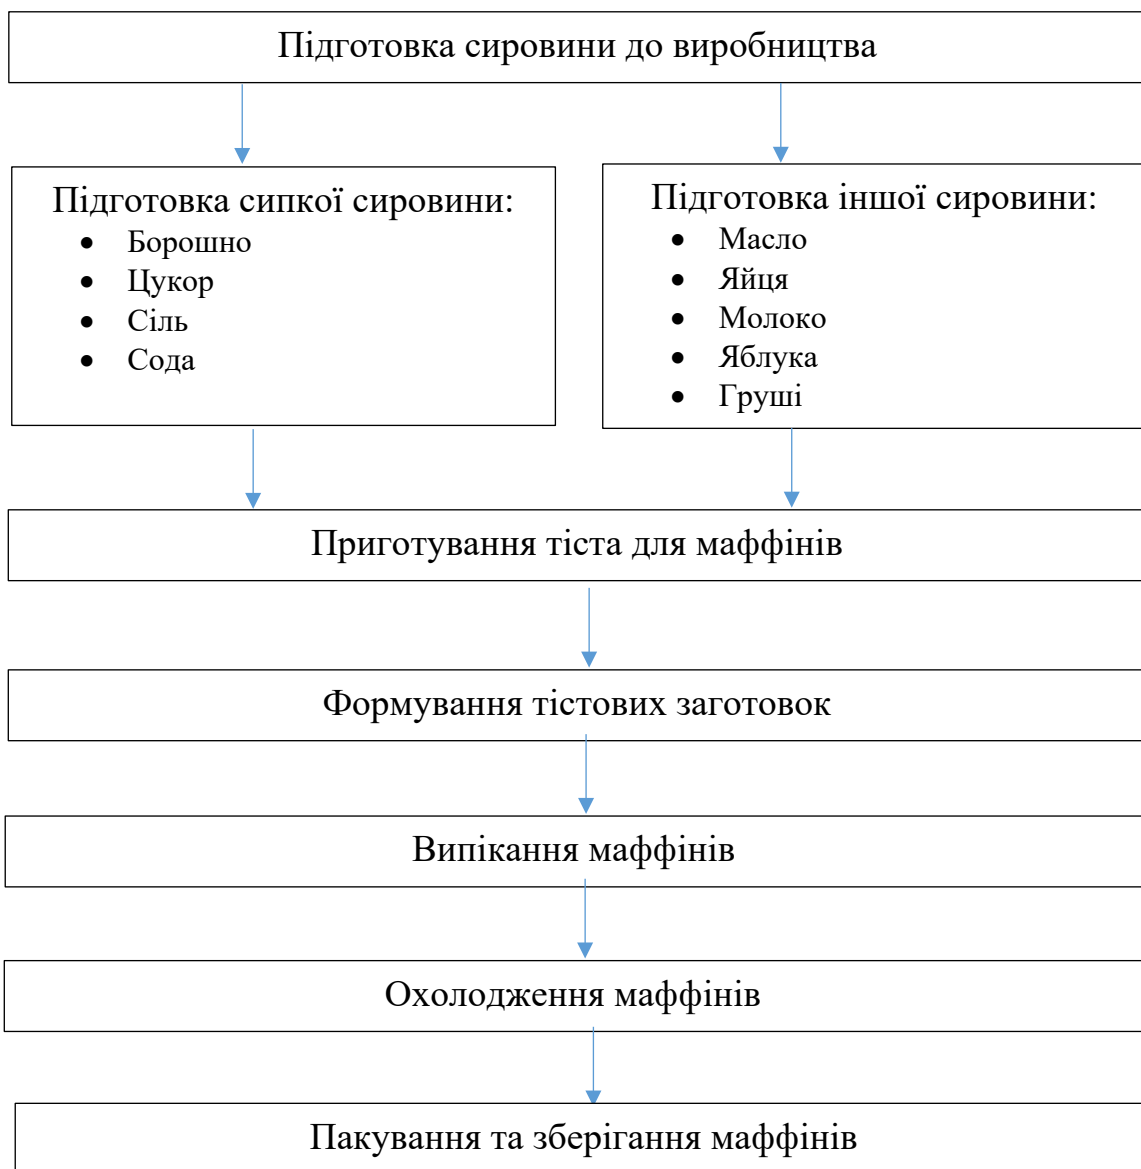 Підготовка сировини до виробництва
Підготовка сипкої сировини:
• Борошно
• Цукор
• Сіль
• Сода
Підготовка іншої сировини:
• Масло
• Яйця
• Молоко
• Яблука
• Груші
Приготування тіста для маффінів
Формування тістових заготовок
Випікання маффінів
Охолодження маффінів
Пакування та зберігання маффінів